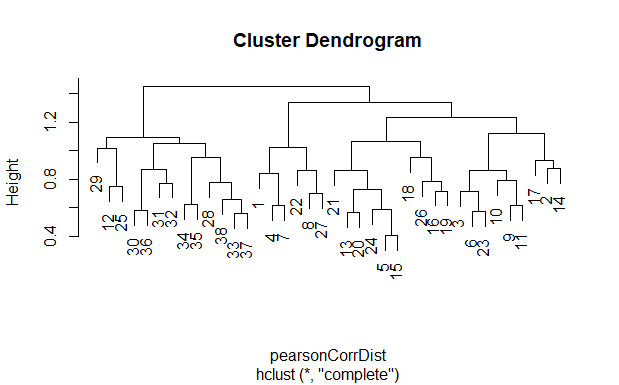 Cluster Dendrogram
Height
0.4 0.8 1.2
29 12 25 30 36 31 32 34 35 28 38 33 37 1 4 7 22 8 27 21 13 20 24 5 15 18 26 16 19 3 6 23 10 9 11 17 2 14
pearsonCorrDist
hclust (*, "complete")